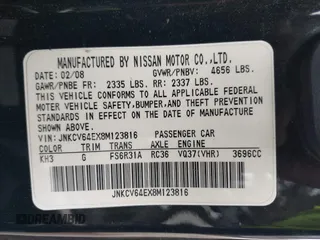 MANUFACTURED BY NISSAN MOTOR CO.,LTD.
DATE: 02/08 GVWR/PNBV: 4656 LBS.
GAWR/PNBE FR: 2335 LBS. RR: 2337 LBS.
THIS VEHICLE CONFORMS TO ALL APPLICABLE FEDERAL
MOTOR VEHICLE SAFETY, BUMPER, AND THEFT PREVENTION
STANDARDS IN EFFECT ON THE DATE OF MANUFACTURE
SHOWN ABOVE.
JNKCV64EX8M123816 PASSENGER CAR
COLOR TRIM TRANS AXLE ENGINE
KH3 G FS6R31A RC36 VQ37(VHR) 3696CC
JNKCV64EX8M123816
DREAMBID